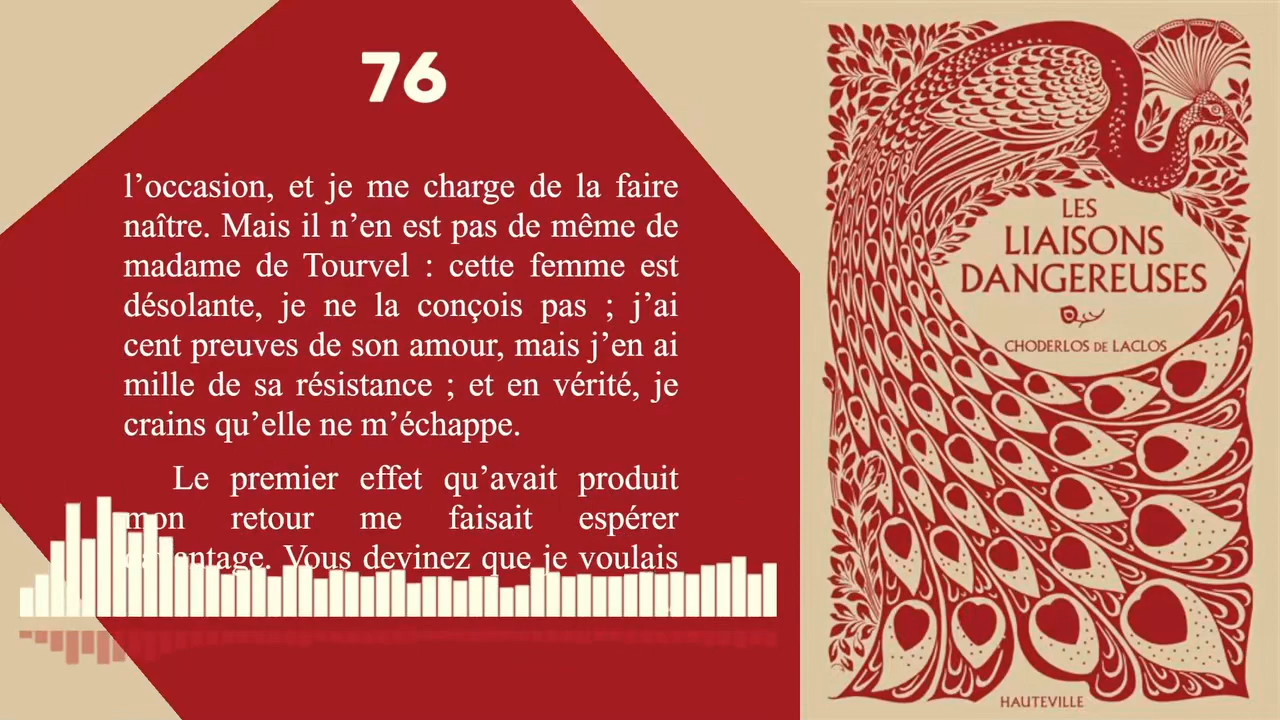 76
l’occasion, et je me charge de la faire
naître. Mais il n’en est pas de même de
madame de Tourvel : cette femme est
désolante, je ne la conçois pas ; j’ai
cent preuves de son amour, mais j’en ai
mille de sa résistance ; et en vérité, je
crains qu’elle ne m’échappe.
Le premier effet qu’avait produit
mon retour me faisait espérer
davantage. Vous devinez que je voulais
LES
LIAISONS
DANGEREUSES
CHODERLOS DE LACLOS
HAUTEVILLE